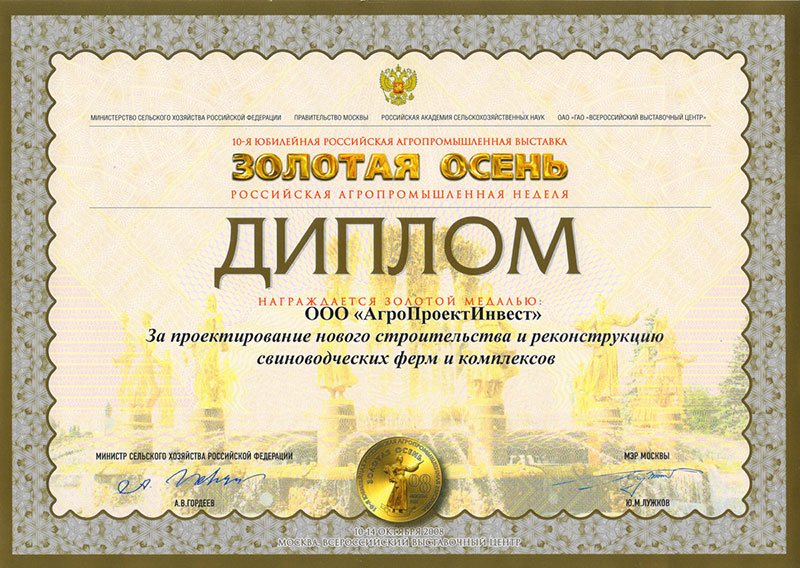 МИНИСТЕРСТВО СЕЛЬСКОГО ХОЗЯЙСТВА РОССИЙСКОЙ ФЕДЕРАЦИИ ПРАВИТЕЛЬСТВО МОСКВЫ РОССИЙСКАЯ АКАДЕМИЯ СЕЛЬСКОХОЗЯЙСТВЕННЫХ НАУК ОАО «ГАО «ВСЕРОССИЙСКИЙ ВЫСТАВОЧНЫЙ ЦЕНТР»
10-Я ЮБИЛЕЙНАЯ РОССИЙСКАЯ АГРОПРОМЫШЛЕННАЯ ВЫСТАВКА
ЗОЛОТАЯ ОСЕНЬ
РОССИЙСКАЯ АГРОПРОМЫШЛЕННАЯ НЕДЕЛЯ
ДИПЛОМ
НАГРАЖДАЕТСЯ ЗОЛОТОЙ МЕДАЛЬЮ:
ООО «АгроПроектИнвест»
За проектирование нового строительства и реконструкцию
свиноводческих ферм и комплексов
МИНИСТР СЕЛЬСКОГО ХОЗЯЙСТВА РОССИЙСКОЙ ФЕДЕРАЦИИ
МЭР МОСКВЫ
ЗОЛОТАЯ ОСЕНЬ
А.В.ГОРДЕЕВ
Ю.М.ЛУЖКОВ
10-14 ОКТЯБРЯ 2008
МОСКВА, ВСЕРОССИЙСКИЙ ВЫСТАВОЧНЫЙ ЦЕНТР